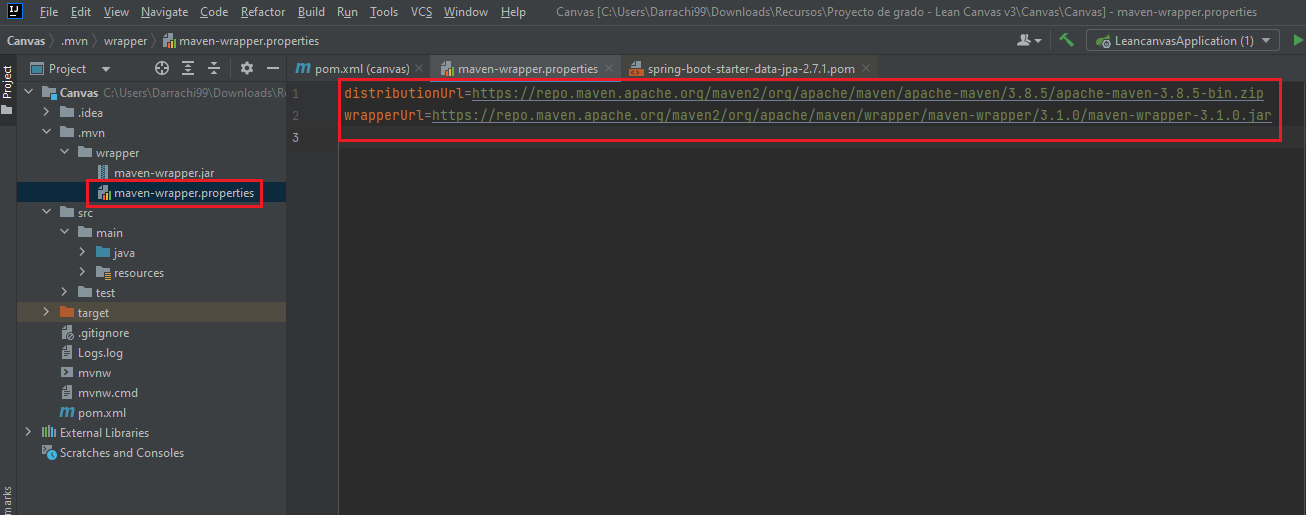 IJ File Edit View Navigate Code Refactor Build Run Tools VCS Window Help Canvas [C:\Users\Darrachi99\Downloads\Recursos\Proyecto de grado - Lean Canvas v3\Canvas\Canvas] - maven-wrapper.properties
Canvas .mvn wrapper maven-wrapper.properties LeancanvasApplication (1)
Project
Project
pom.xml (canvas) maven-wrapper.properties spring-boot-starter-data-jpa-2.7.1.pom
Canvas C:\Users\Darrachi99\Downloads\Re
.idea
.mvn
wrapper
maven-wrapper.jar
maven-wrapper.properties
src
main
java
resources
test
target
.gitignore
Logs.log
mvnw
mvnw.cmd
pom.xml
External Libraries
Scratches and Consoles
1 distributionUrl=https://repo.maven.apache.org/maven2/org/apache/maven/apache-maven/3.8.5/apache-maven-3.8.5-bin.zip
2 wrapperUrl=https://repo.maven.apache.org/maven2/org/apache/maven/wrapper/maven-wrapper/3.1.0/maven-wrapper-3.1.0.jar
3
marks